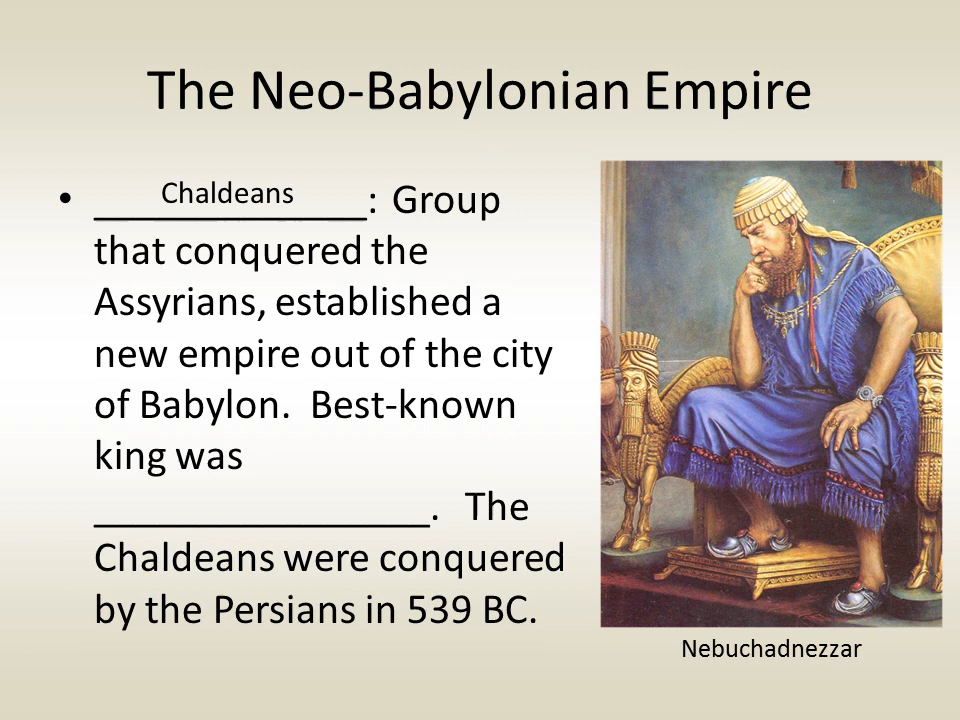 The Neo-Babylonian Empire
• Chaldeans: Group
that conquered the
Assyrians, established a
new empire out of the city
of Babylon. Best-known
king was
________________. The
Chaldeans were conquered
by the Persians in 539 BC.
Nebuchadnezzar